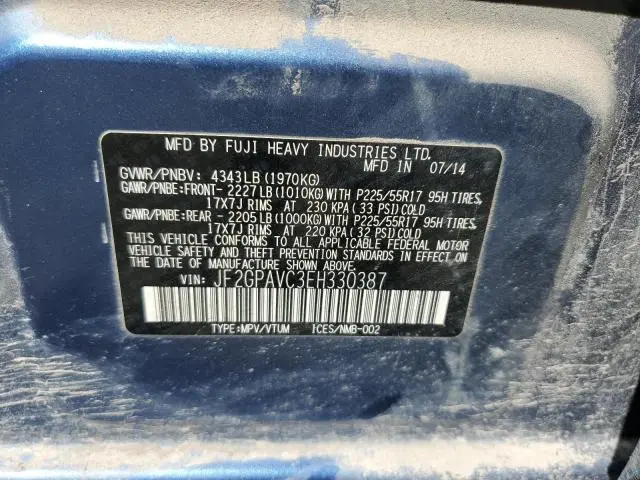 MFD BY FUJI HEAVY INDUSTRIES LTD.
MFD IN 07/14
GVWR/PNBV: 4343LB(1970KG)
GAWR/PNBE:FRONT- 2227LB(1010KG)WITH P225/55R17 95H TIRES,
17X7J RIMS AT 230 KPA(33 PSI)COLD
GAWR/PNBE:REAR - 2205LB(1000KG)WITH P225/55R17 95H TIRES,
17X7J RIMS AT 220 KPA(32 PSI)COLD
THIS VEHICLE CONFORMS TO ALL APPLICABLE FEDERAL MOTOR
VEHICLE SAFETY AND THEFT PREVENTION STANDARDS IN EFFECT ON
THE DATE OF MANUFACTURE SHOWN ABOVE.
VIN: JF2GPAVC3EH330387
TYPE:MPV/VTUM ICES/NMB-002